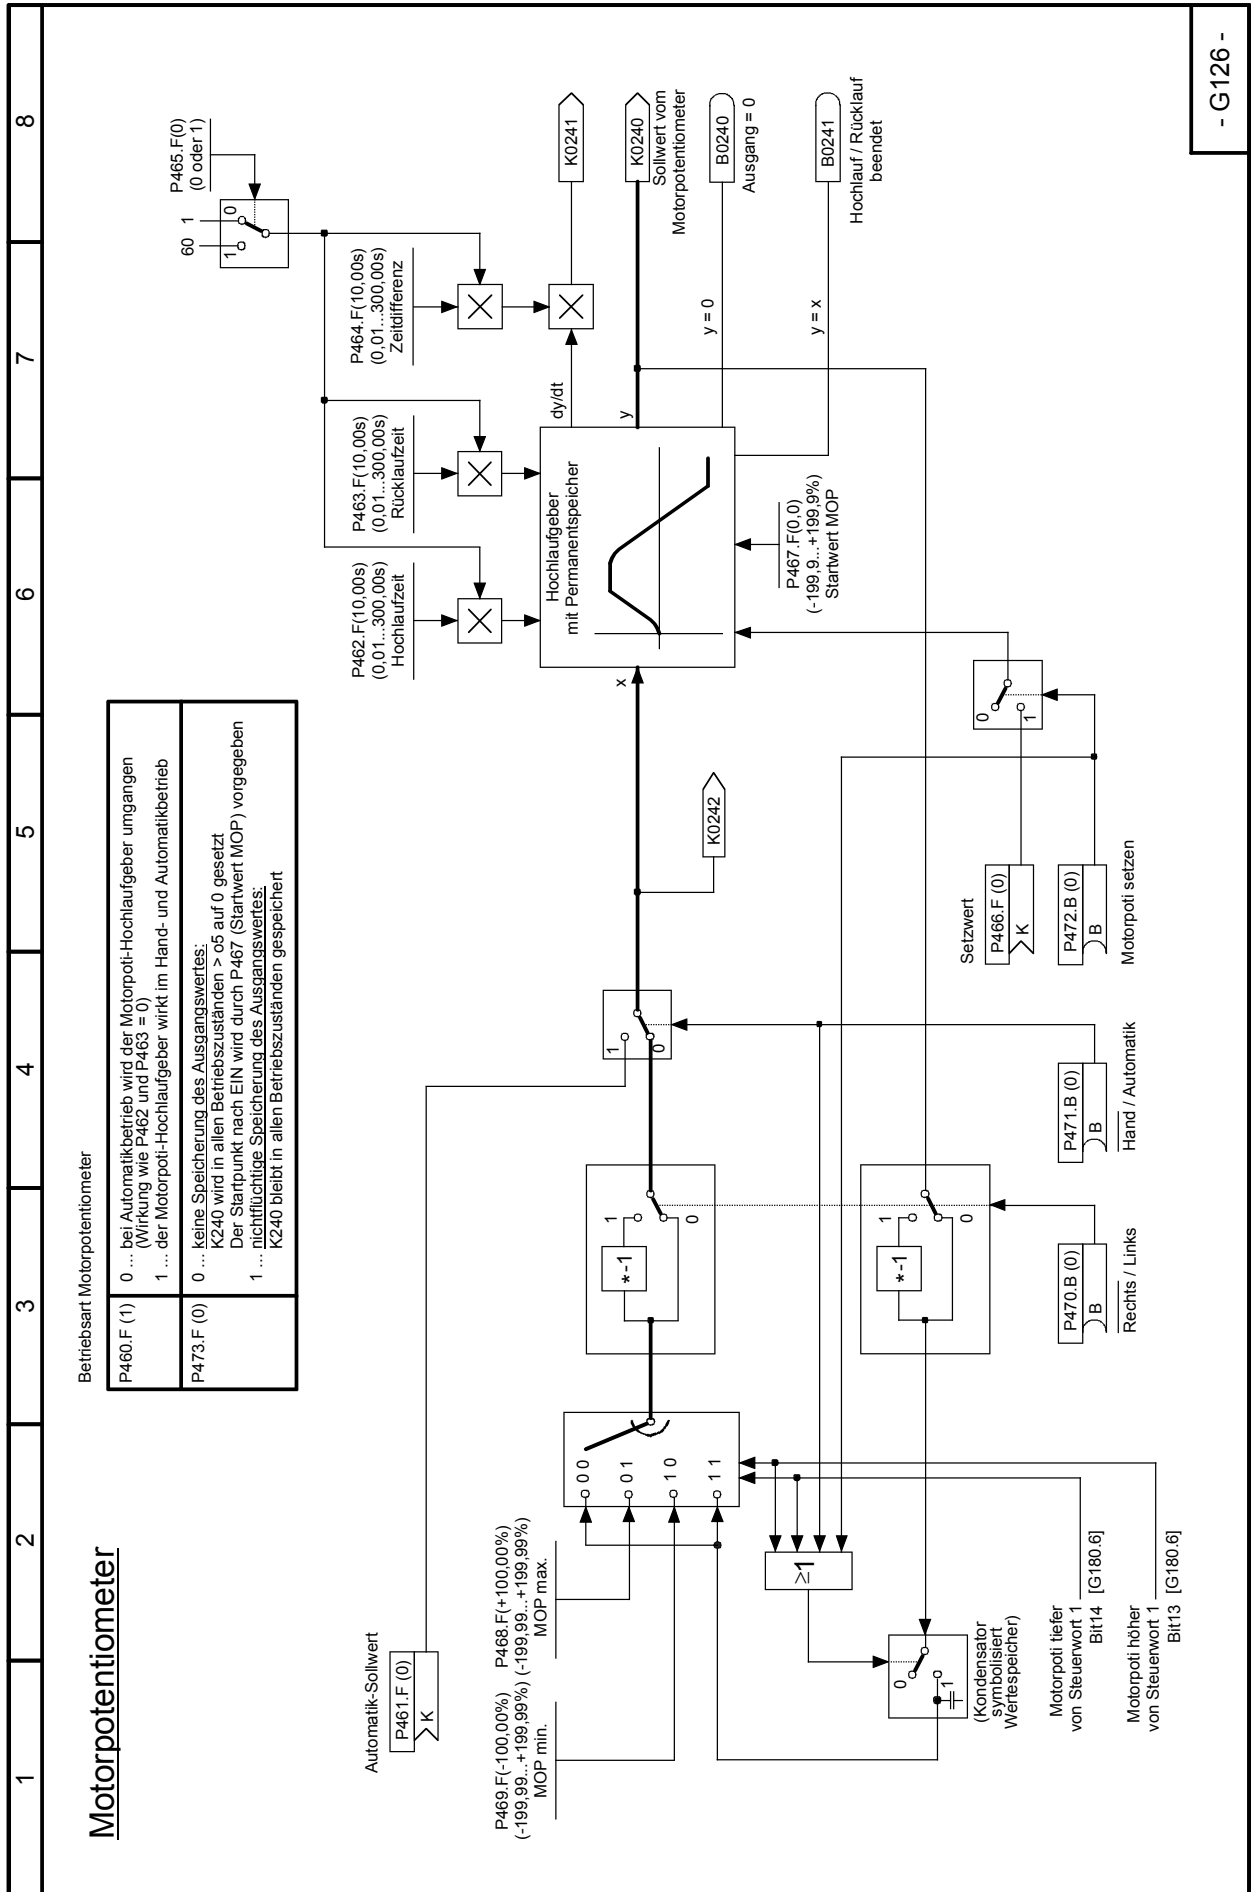 1 2 3 4 5 6 7 8
Motorpotentiometer
Betriebsart Motorpotentiometer
P460.F (1)
0 ... bei Automatikbetrieb wird der Motorpoti-Hochlaufgeber umgangen
(Wirkung wie P462 und P463 = 0)
1 ... der Motorpoti-Hochlaufgeber wirkt im Hand- und Automatikbetrieb
P473.F (0)
0 ... keine Speicherung des Ausgangswertes:
K240 wird in allen Betriebszuständen > o5 auf 0 gesetzt
Der Startpunkt nach EIN wird durch P467 (Startwert MOP) vorgegeben
1 ... nichtflüchtige Speicherung des Ausgangswertes:
K240 bleibt in allen Betriebszuständen gespeichert
P465.F(0)
(0 oder1)
60 1
1 0
Automatik-Sollwert
P461.F (0)
K
P462.F(10,00s)
(0,01...300,00s)
Hochlaufzeit
P463.F(10,00s)
(0,01...300,00s)
Rücklaufzeit
P464.F(10,00s)
(0,01...300,00s)
Zeitdifferenz
P469.F(-100,00%)
(-199,99...+199,99%)
MOP min.
P468.F(+100,00%)
(-199,99...+199,99%)
MOP max.
0 0
0 1
1 0
1 1
*-1
1
0
1
0
x
K0242
Hochlaufgeber
mit Permanentspeicher
dy/dt
y
K0241
K0240
Sollwert vom
Motorpotentiometer
y = 0
B0240
Ausgang = 0
y = x
B0241
Hochlauf / Rücklauf
beendet
P467.F(0,0)
(-199,9...+199,9%)
Startwert MOP
≥1
*-1
1
0
0
1
(Kondensator
symbolisiert
Wertespeicher)
0
1
Setzwert
P466.F (0)
K
P472.B (0)
B
Motorpoti setzen
P471.B (0)
B
Hand / Automatik
P470.B (0)
B
Rechts / Links
Motorpoti tiefer
von Steuerwort 1
Bit14 [G180.6]
Motorpoti höher
von Steuerwort 1
Bit13 [G180.6]
- G126 -